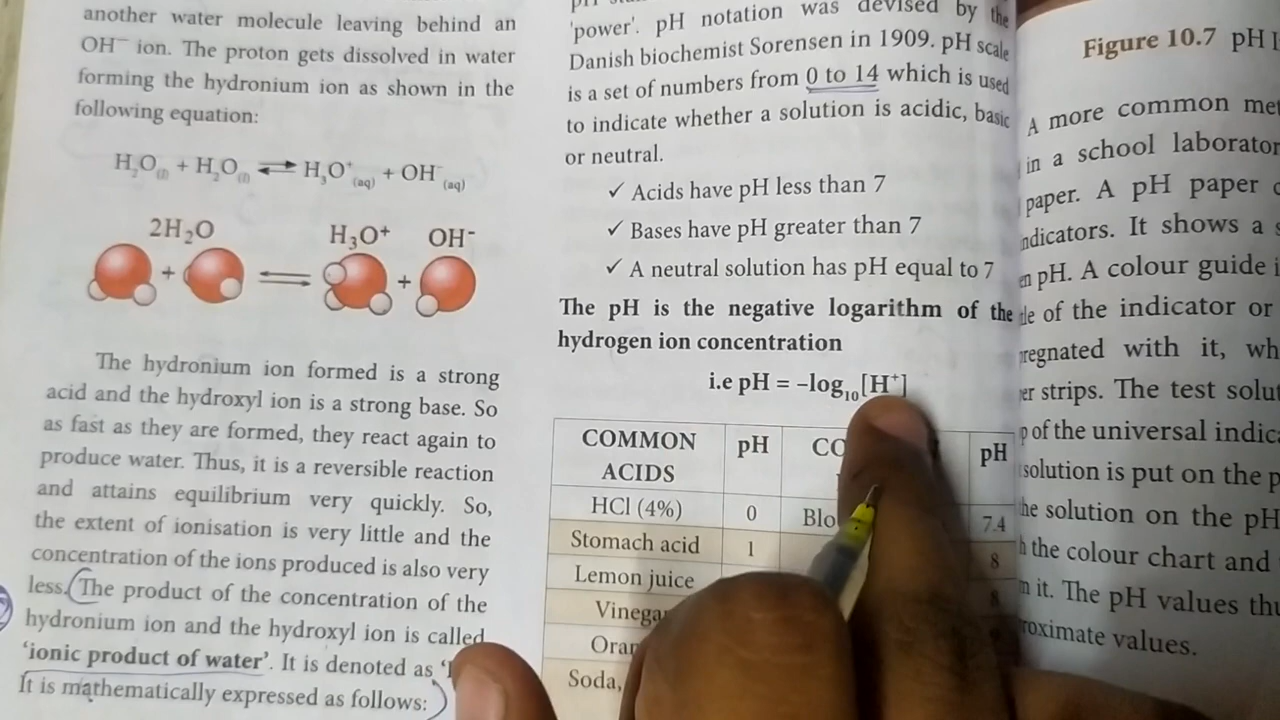 another water molecule leaving behind an
OH⁻ ion. The proton gets dissolved in water
forming the hydronium ion as shown in the
following equation:
H₂O(l) + H₂O(l) ⇌ H₃O⁺(aq) + OH⁻(aq)
2H₂O H₃O⁺ OH⁻
+ ⇌ +
The hydronium ion formed is a strong
acid and the hydroxyl ion is a strong base. So
as fast as they are formed, they react again to
produce water. Thus, it is a reversible reaction
and attains equilibrium very quickly. So,
the extent of ionisation is very little and the
concentration of the ions produced is also very
less. The product of the concentration of the
hydronium ion and the hydroxyl ion is called
‘ionic product of water’. It is denoted as
It is mathematically expressed as follows:
'power'. pH notation was devised by the
Danish biochemist Sorensen in 1909. pH scale
is a set of numbers from 0 to 14 which is used
to indicate whether a solution is acidic, basic
or neutral.
✓ Acids have pH less than 7
✓ Bases have pH greater than 7
✓ A neutral solution has pH equal to 7
The pH is the negative logarithm of the
hydrogen ion concentration
i.e pH = –log₁₀[H⁺]
COMMON ACIDS pH pH
HCl (4%) 0 7.4
Stomach acid 1 8
Lemon juice 8
Soda,
Figure 10.7 pH
A more common
in a school
paper. A pH paper
indicators. It shows a
pH. A colour guide
of the indicator or
with it,
strips. The test
of the universal
solution is put on the
the solution on the pH
the colour chart and
it. The pH values
values.